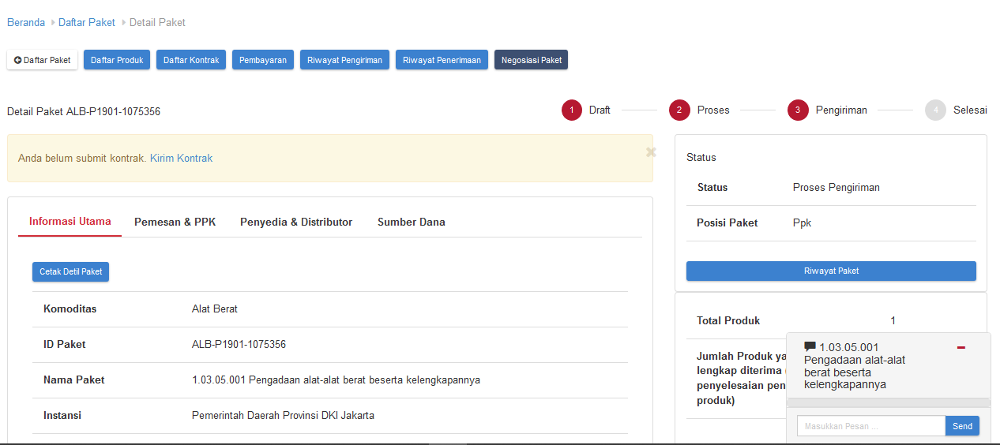 Beranda Daftar Paket Detail Paket
Daftar Paket Daftar Produk Daftar Kontrak Pembayaran Riwayat Pengiriman Riwayat Penerimaan Negosiasi Paket
Detail Paket ALB-P1901-1075356
1 Draft 2 Proses 3 Pengiriman 4 Selesai
Anda belum submit kontrak. Kirim Kontrak
Informasi Utama Pemesan & PPK Penyedia & Distributor Sumber Dana
Cetak Detil Paket
Komoditas Alat Berat
ID Paket ALB-P1901-1075356
Nama Paket 1.03.05.001 Pengadaan alat-alat berat beserta kelengkapannya
Instansi Pemerintah Daerah Provinsi DKI Jakarta
Status
Status Proses Pengiriman
Posisi Paket Ppk
Riwayat Paket
Total Produk 1
Jumlah Produk ya
lengkap diterima
penyelesaian pen
produk)
1.03.05.001
Pengadaan alat-alat
berat beserta
kelengkapannya
Masukkan Pesan ... Send